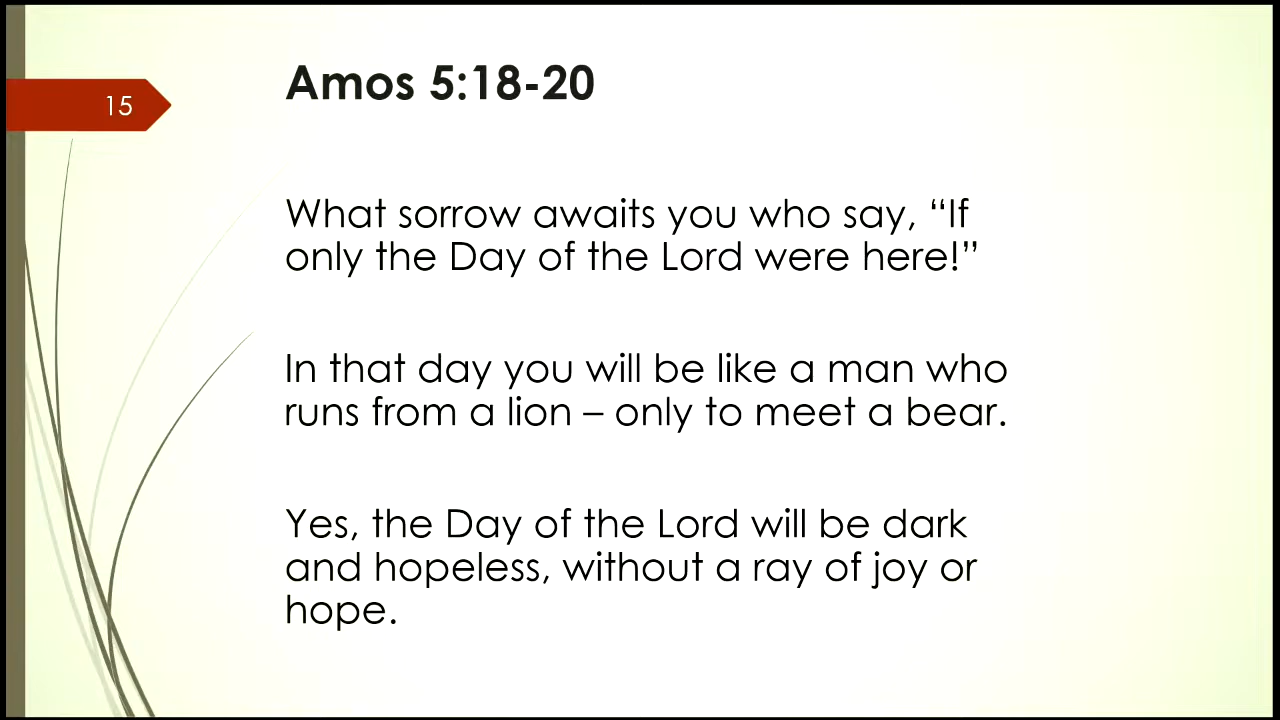 Amos 5:18-20
15
What sorrow awaits you who say, “If
only the Day of the Lord were here!”
In that day you will be like a man who
runs from a lion – only to meet a bear.
Yes, the Day of the Lord will be dark
and hopeless, without a ray of joy or
hope.